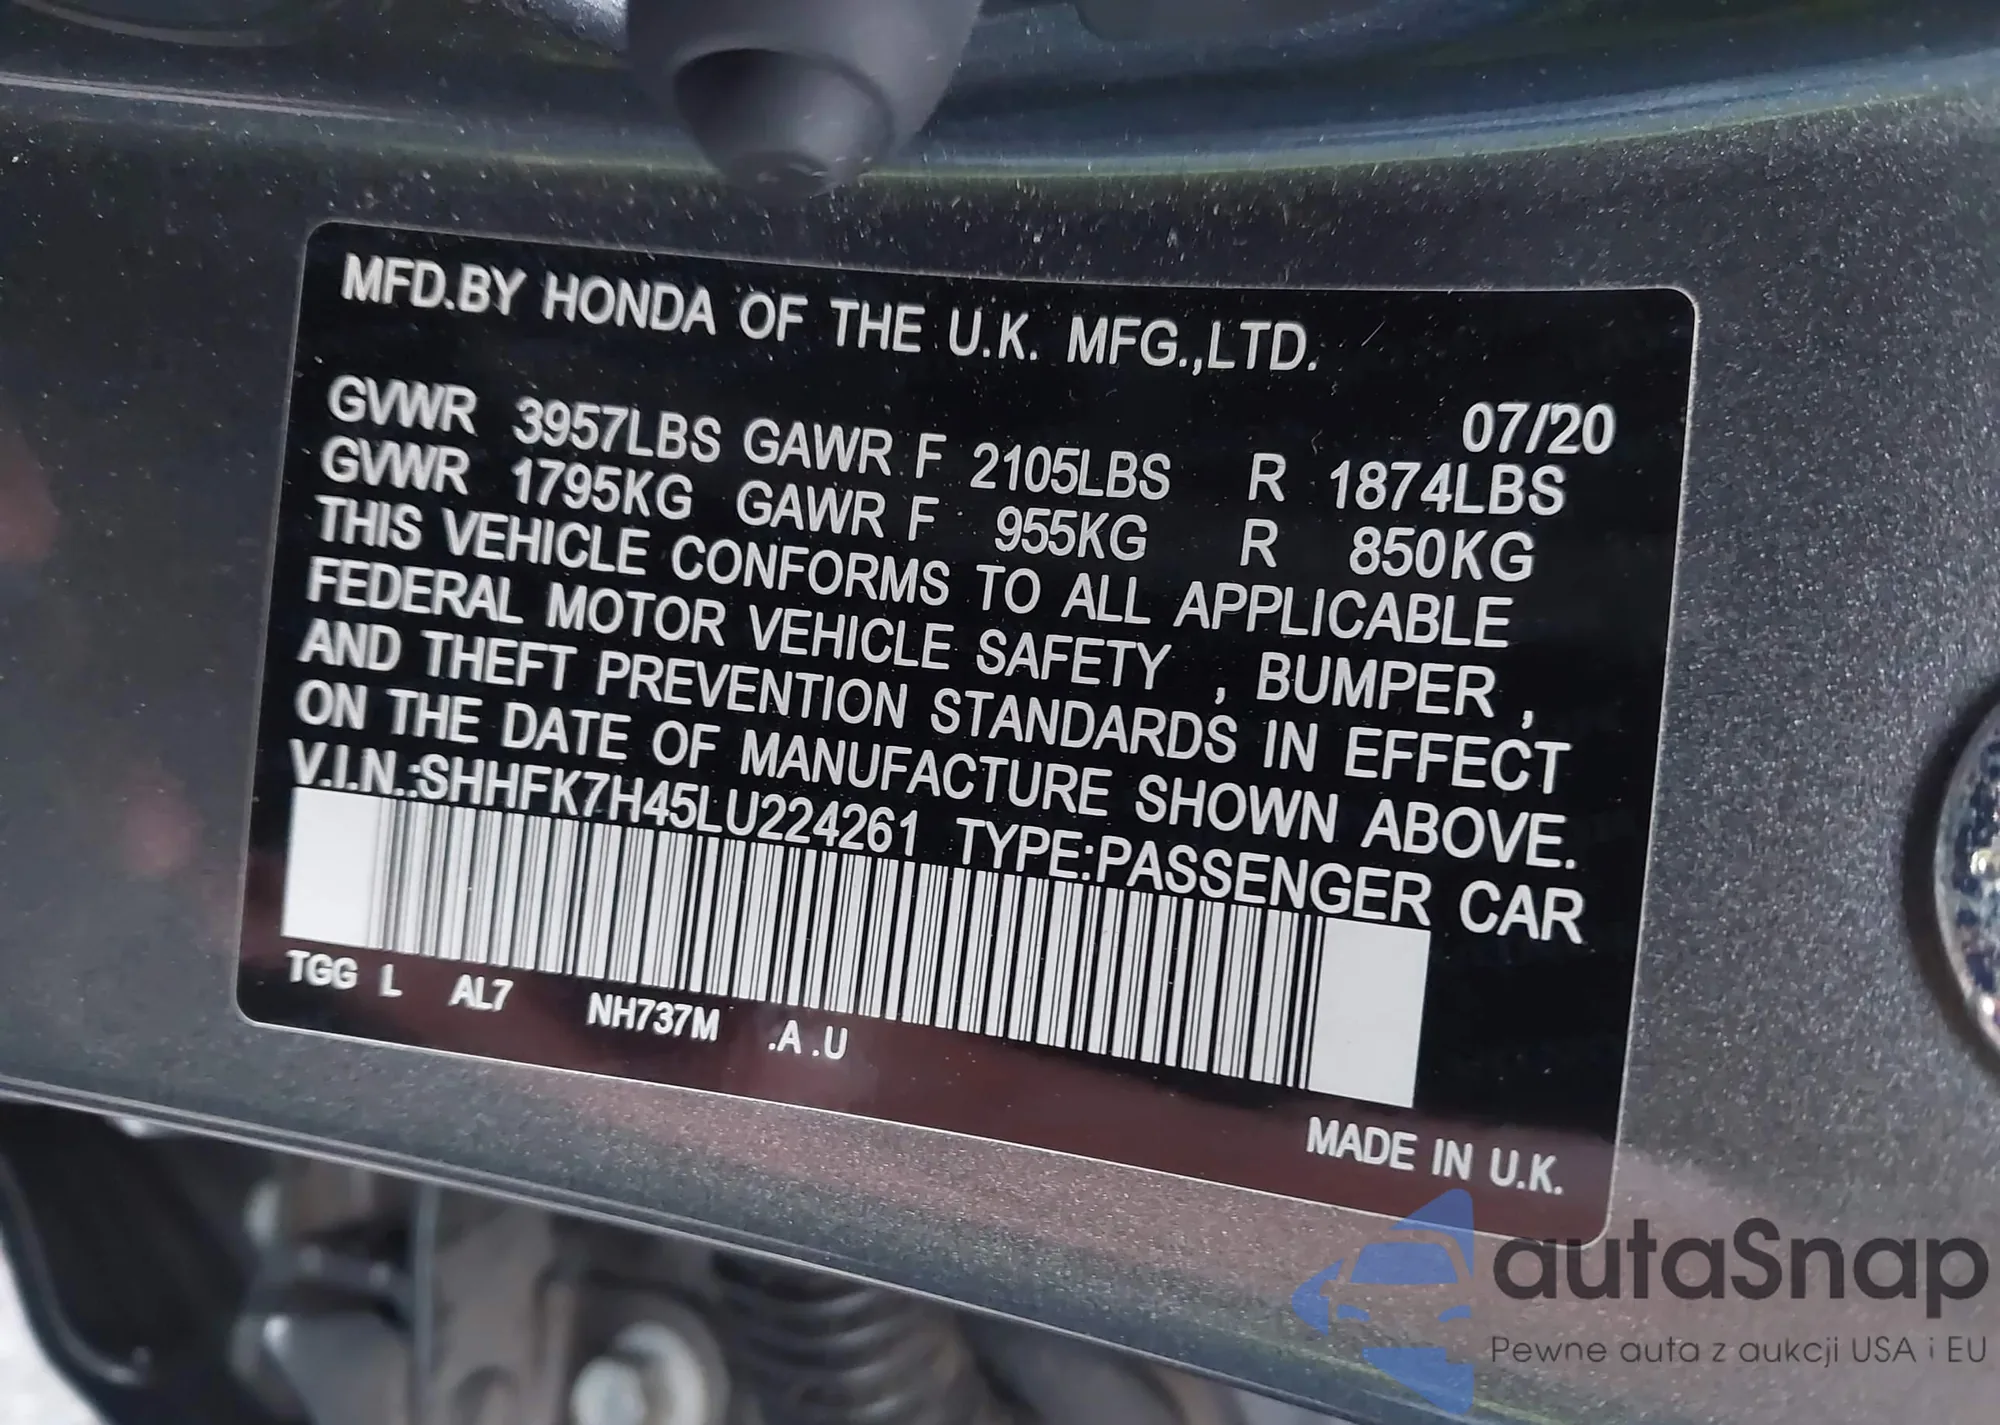 MFD.BY HONDA OF THE U.K. MFG.,LTD.
07/20
GVWR 3957LBS GAWR F 2105LBS R 1874LBS
GVWR 1795KG GAWR F 955KG R 850KG
THIS VEHICLE CONFORMS TO ALL APPLICABLE
FEDERAL MOTOR VEHICLE SAFETY , BUMPER ,
AND THEFT PREVENTION STANDARDS IN EFFECT
ON THE DATE OF MANUFACTURE SHOWN ABOVE.
V.I.N.:SHHFK7H45LU224261 TYPE:PASSENGER CAR
TGG L AL7 NH737M .A .U
MADE IN U.K.
autaSnap
Pewne auta z aukcji USA i EU